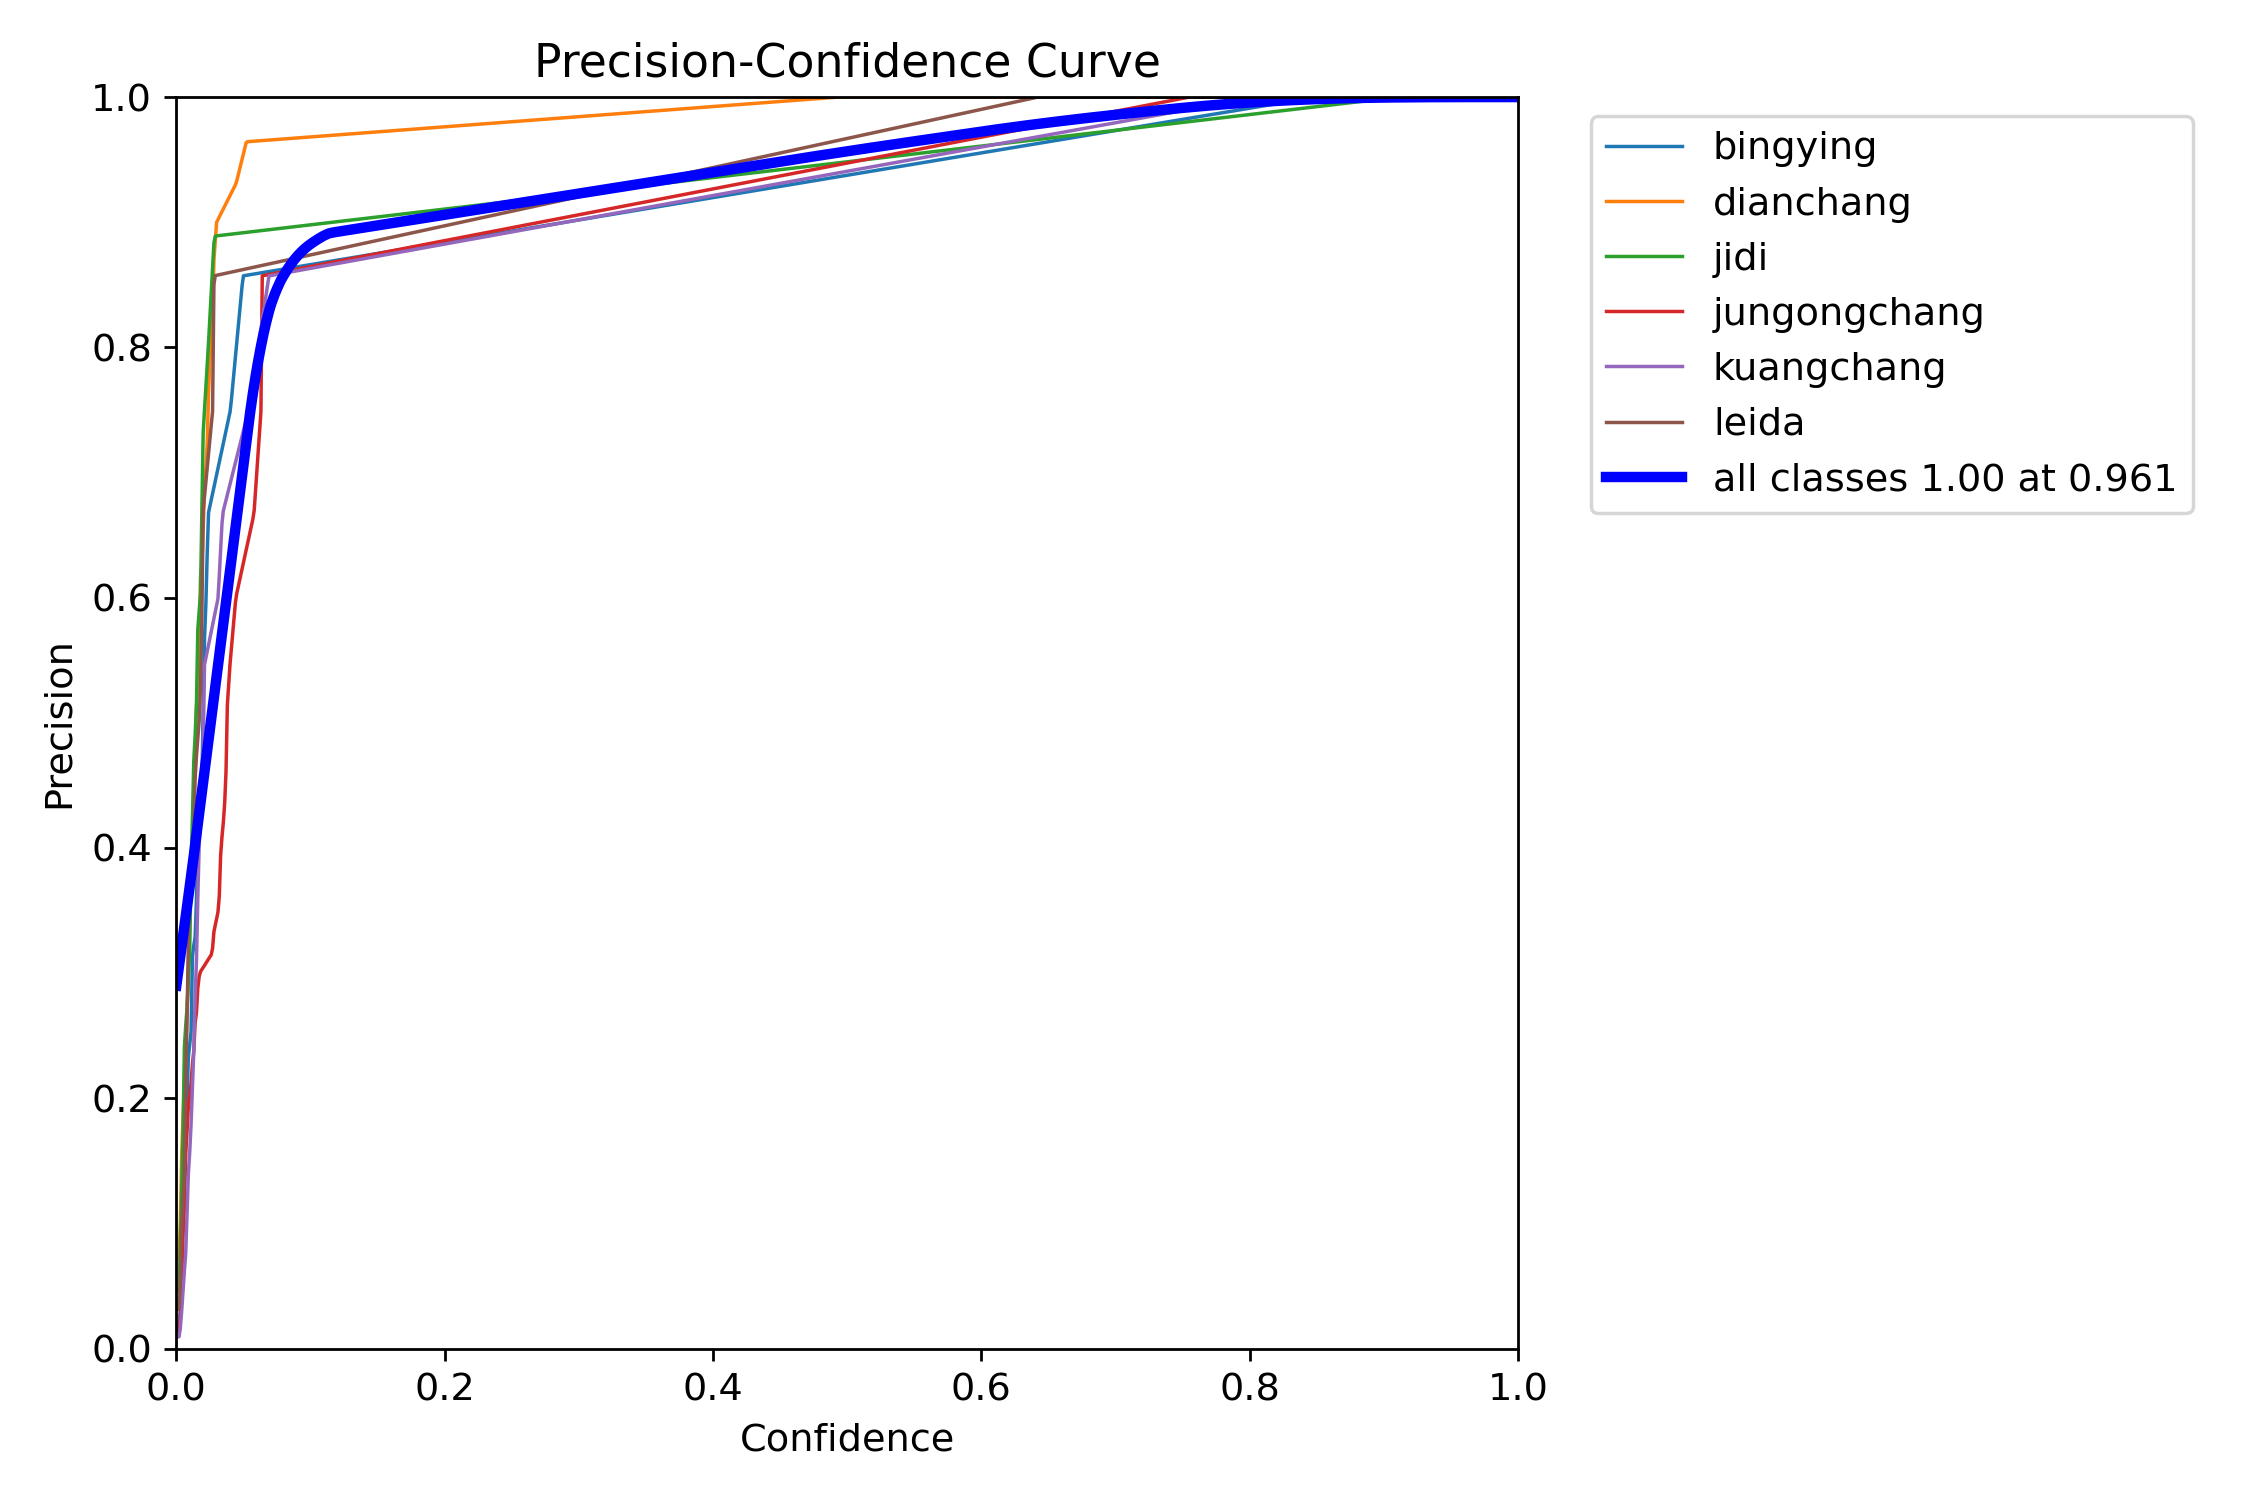 Precision-Confidence Curve
1.0
0.8
0.6
0.4
0.2
0.0
Precision
0.0 0.2 0.4 0.6 0.8 1.0
Confidence
bingying
dianchang
jidi
jungongchang
kuangchang
leida
all classes 1.00 at 0.961